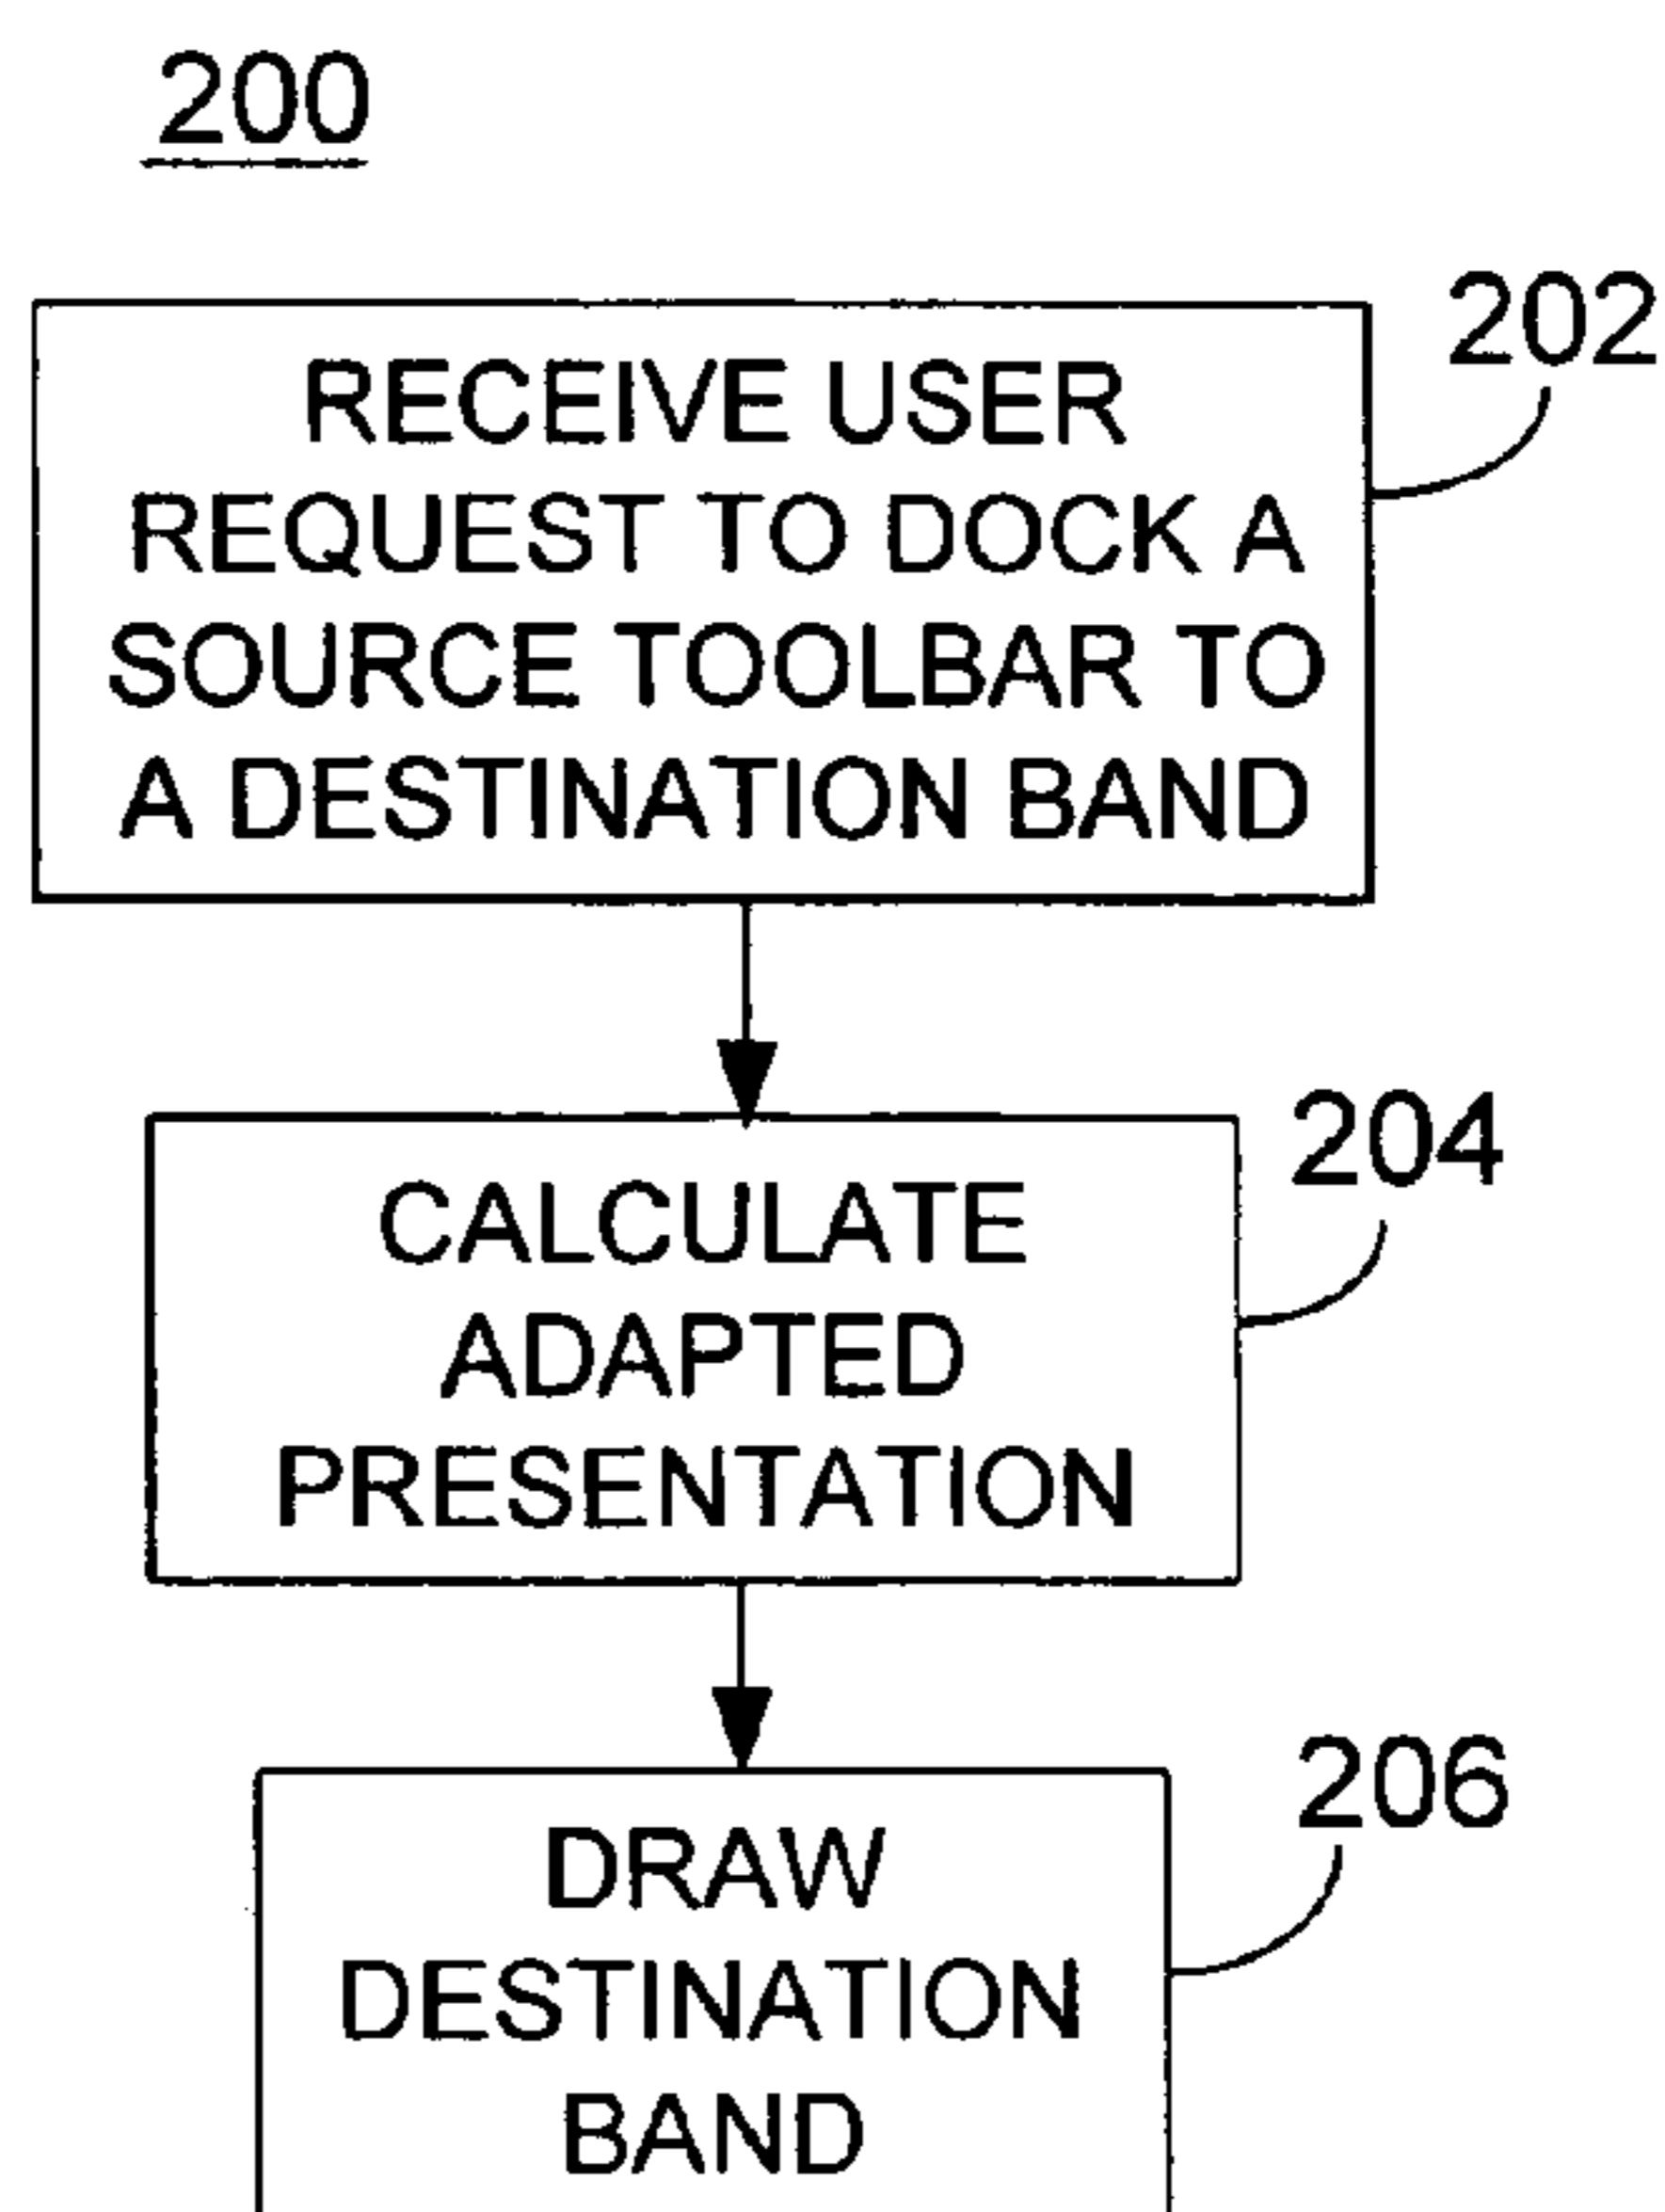 200
202
RECEIVE USER
REQUEST TO DOCK A
SOURCE TOOLBAR TO
A DESTINATION BAND
204
CALCULATE
ADAPTED
PRESENTATION
206
DRAW
DESTINATION
BAND